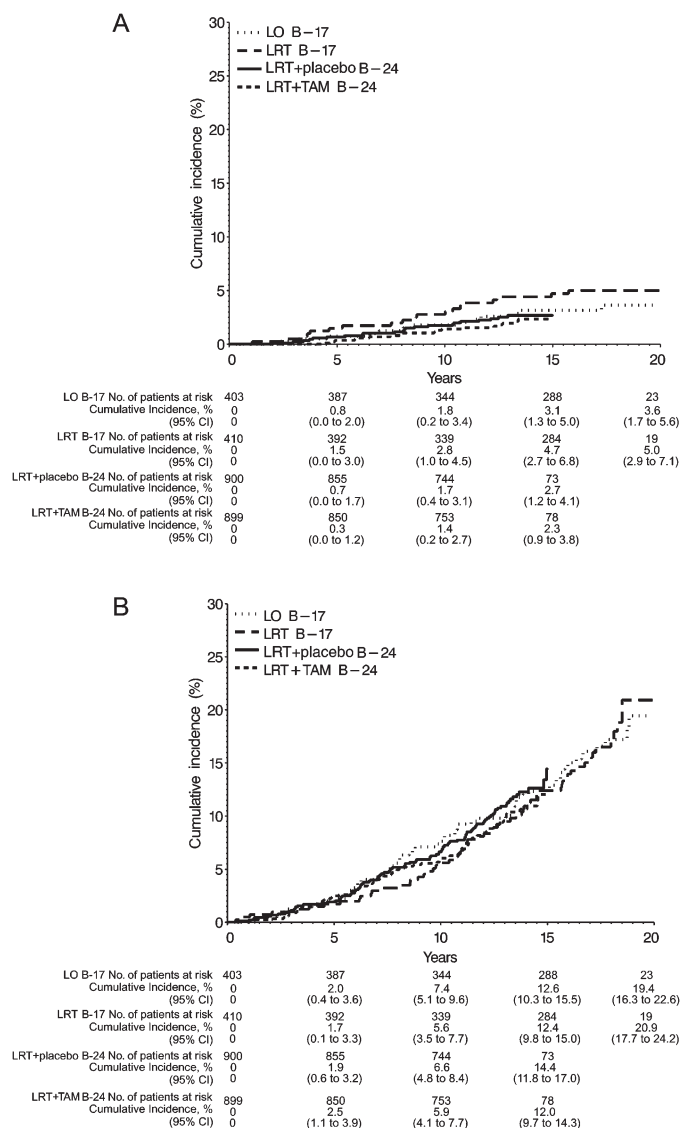 A
30
25
20
15
10
5
0
Cumulative incidence (%)
LO B−17
LRT B−17
LRT+placebo B−24
LRT+TAM B−24
0 5 10 15 20
Years
LO B-17 No. of patients at risk 403 387 344 288 23
Cumulative Incidence, % 0 0.8 1.8 3.1 3.6
(95% CI) 0 (0.0 to 2.0) (0.2 to 3.4) (1.3 to 5.0) (1.7 to 5.6)
LRT B-17 No. of patients at risk 410 392 339 284 19
Cumulative Incidence, % 0 1.5 2.8 4.7 5.0
(95% CI) 0 (0.0 to 3.0) (1.0 to 4.5) (2.7 to 6.8) (2.9 to 7.1)
LRT+placebo B-24 No. of patients at risk 900 855 744 73
Cumulative Incidence, % 0 0.7 1.7 2.7
(95% CI) 0 (0.0 to 1.7) (0.4 to 3.1) (1.2 to 4.1)
LRT+TAM B-24 No. of patients at risk 899 850 753 78
Cumulative Incidence, % 0 0.3 1.4 2.3
(95% CI) 0 (0.0 to 1.2) (0.2 to 2.7) (0.9 to 3.8)
B
30
25
20
15
10
5
0
Cumulative incidence (%)
LO B−17
LRT B−17
LRT+placebo B−24
LRT+TAM B−24
0 5 10 15 20
Years
LO B-17 No. of patients at risk 403 387 344 288 23
Cumulative Incidence, % 0 2.0 7.4 12.6 19.4
(95% CI) 0 (0.4 to 3.6) (5.1 to 9.6) (10.3 to 15.5) (16.3 to 22.6)
LRT B-17 No. of patients at risk 410 392 339 284 19
Cumulative Incidence, % 0 1.7 5.6 12.4 20.9
(95% CI) 0 (0.1 to 3.3) (3.5 to 7.7) (9.8 to 15.0) (17.7 to 24.2)
LRT+placebo B-24 No. of patients at risk 900 855 744 73
Cumulative Incidence, % 0 1.9 6.6 14.4
(95% CI) 0 (0.6 to 3.2) (4.8 to 8.4) (11.8 to 17.0)
LRT+TAM B-24 No. of patients at risk 899 850 753 78
Cumulative Incidence, % 0 2.5 5.9 12.0
(95% CI) 0 (1.1 to 3.9) (4.1 to 7.7) (9.7 to 14.3)